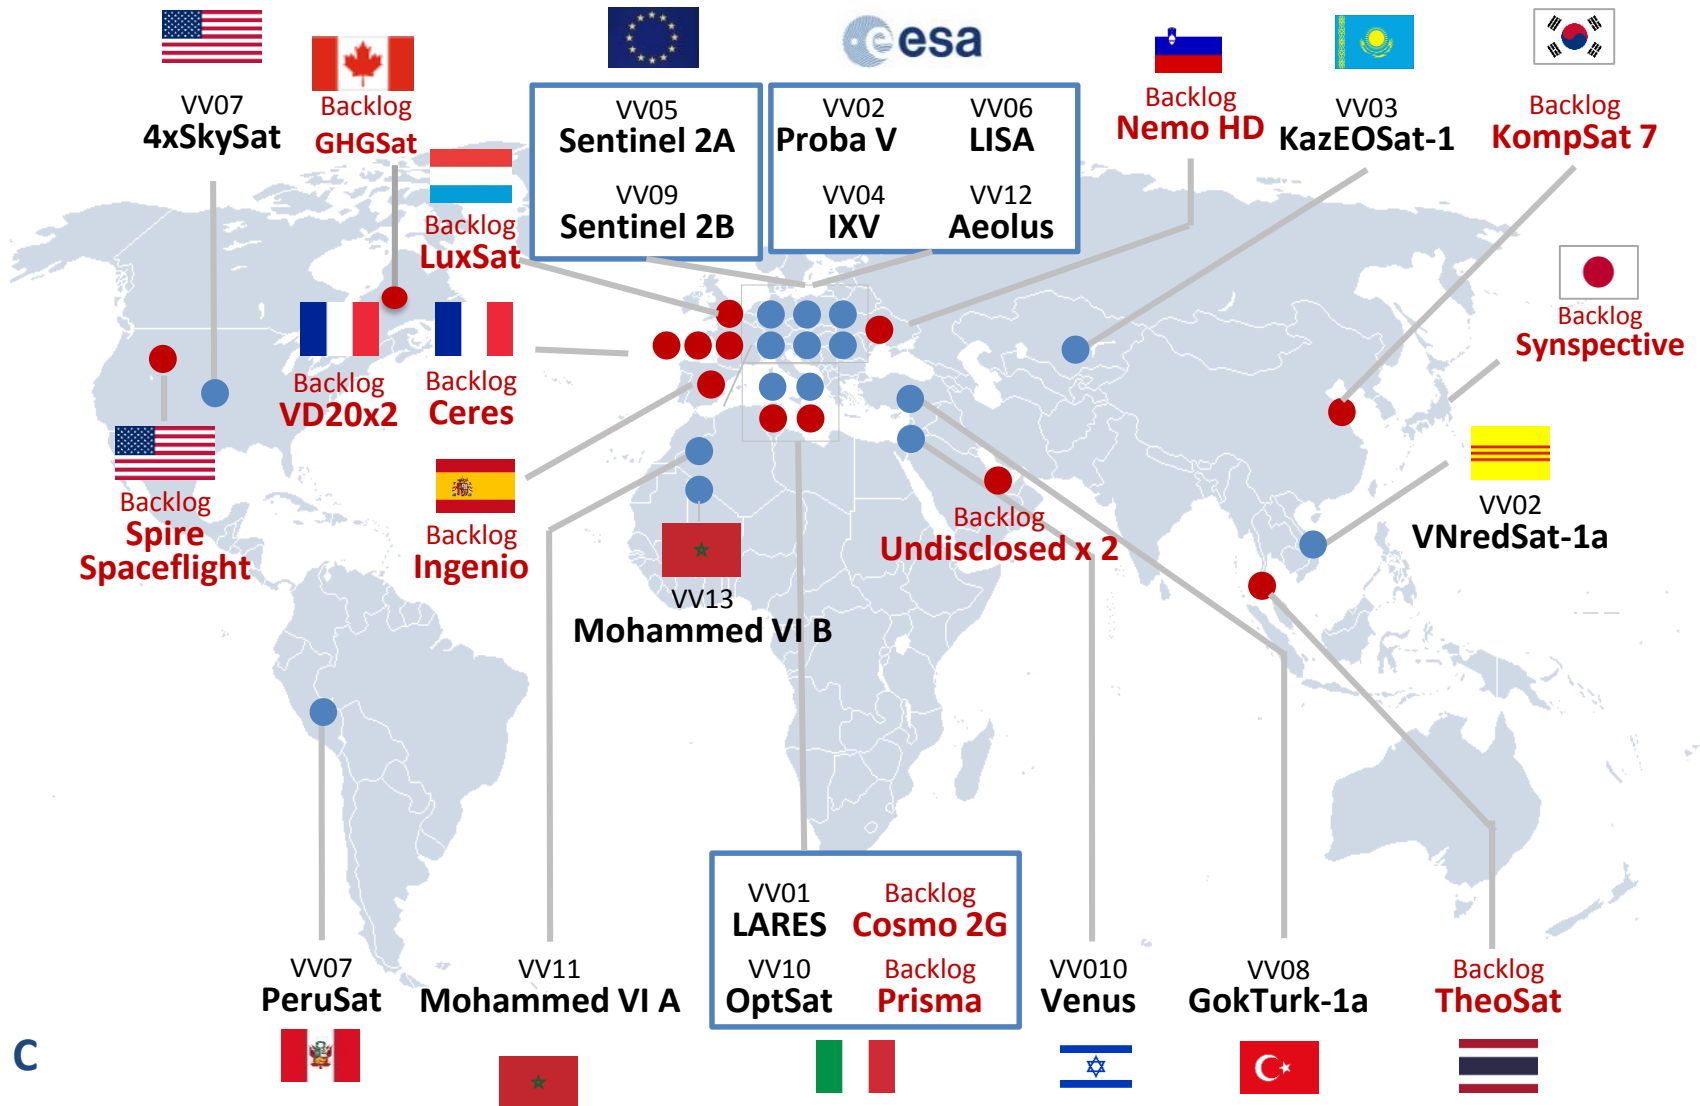 esa
VV07
4xSkySat
Backlog
GHGSat
Backlog
LuxSat
VV05
Sentinel 2A
VV09
Sentinel 2B
VV02
Proba V
VV06
LISA
VV04
IXV
VV12
Aeolus
Backlog
Nemo HD
VV03
KazEOSat-1
Backlog
KompSat 7
Backlog
Synspective
Backlog
VD20x2
Backlog
Ceres
Backlog
Spire
Spaceflight
Backlog
Ingenio
VV13
Mohammed VI B
Backlog
Undisclosed x 2
VV02
VNredSat-1a
VV07
PeruSat
VV11
Mohammed VI A
VV01
LARES
Backlog
Cosmo 2G
VV10
OptSat
Backlog
Prisma
VV010
Venus
VV08
GokTurk-1a
Backlog
TheoSat
C